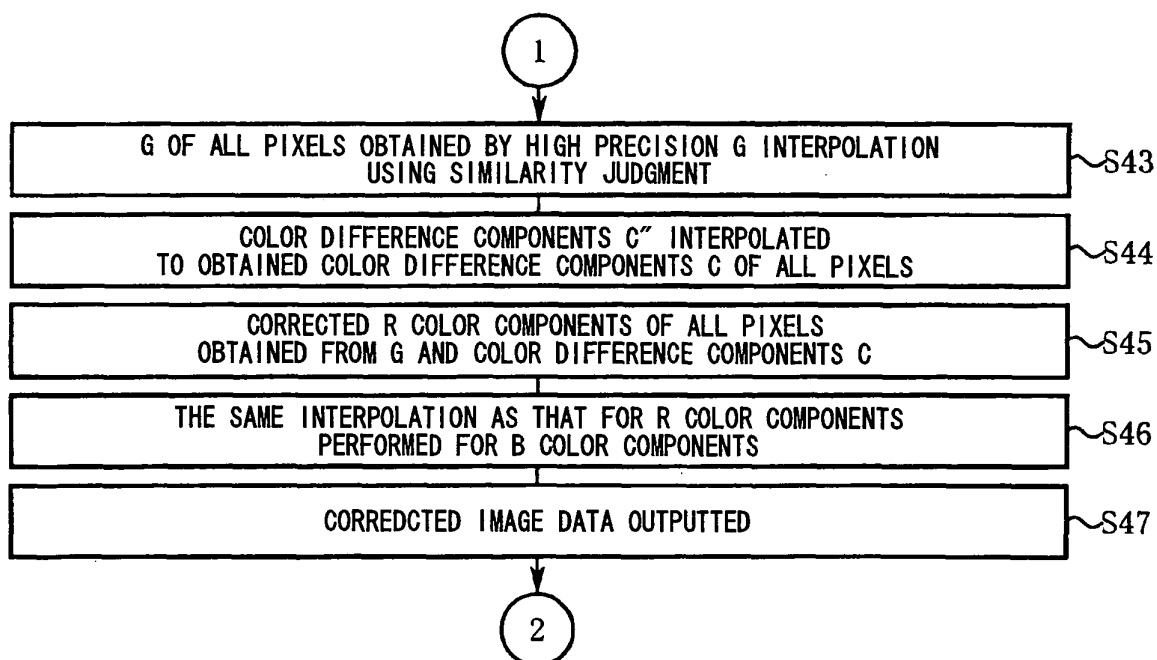 1
G OF ALL PIXELS OBTAINED BY HIGH PRECISION G INTERPOLATION
USING SIMILARITY JUDGMENT
S43
COLOR DIFFERENCE COMPONENTS C″ INTERPOLATED
TO OBTAINED COLOR DIFFERENCE COMPONENTS C OF ALL PIXELS
S44
CORRECTED R COLOR COMPONENTS OF ALL PIXELS
OBTAINED FROM G AND COLOR DIFFERENCE COMPONENTS C
S45
THE SAME INTERPOLATION AS THAT FOR R COLOR COMPONENTS
PERFORMED FOR B COLOR COMPONENTS
S46
CORREDCTED IMAGE DATA OUTPUTTED
S47
2